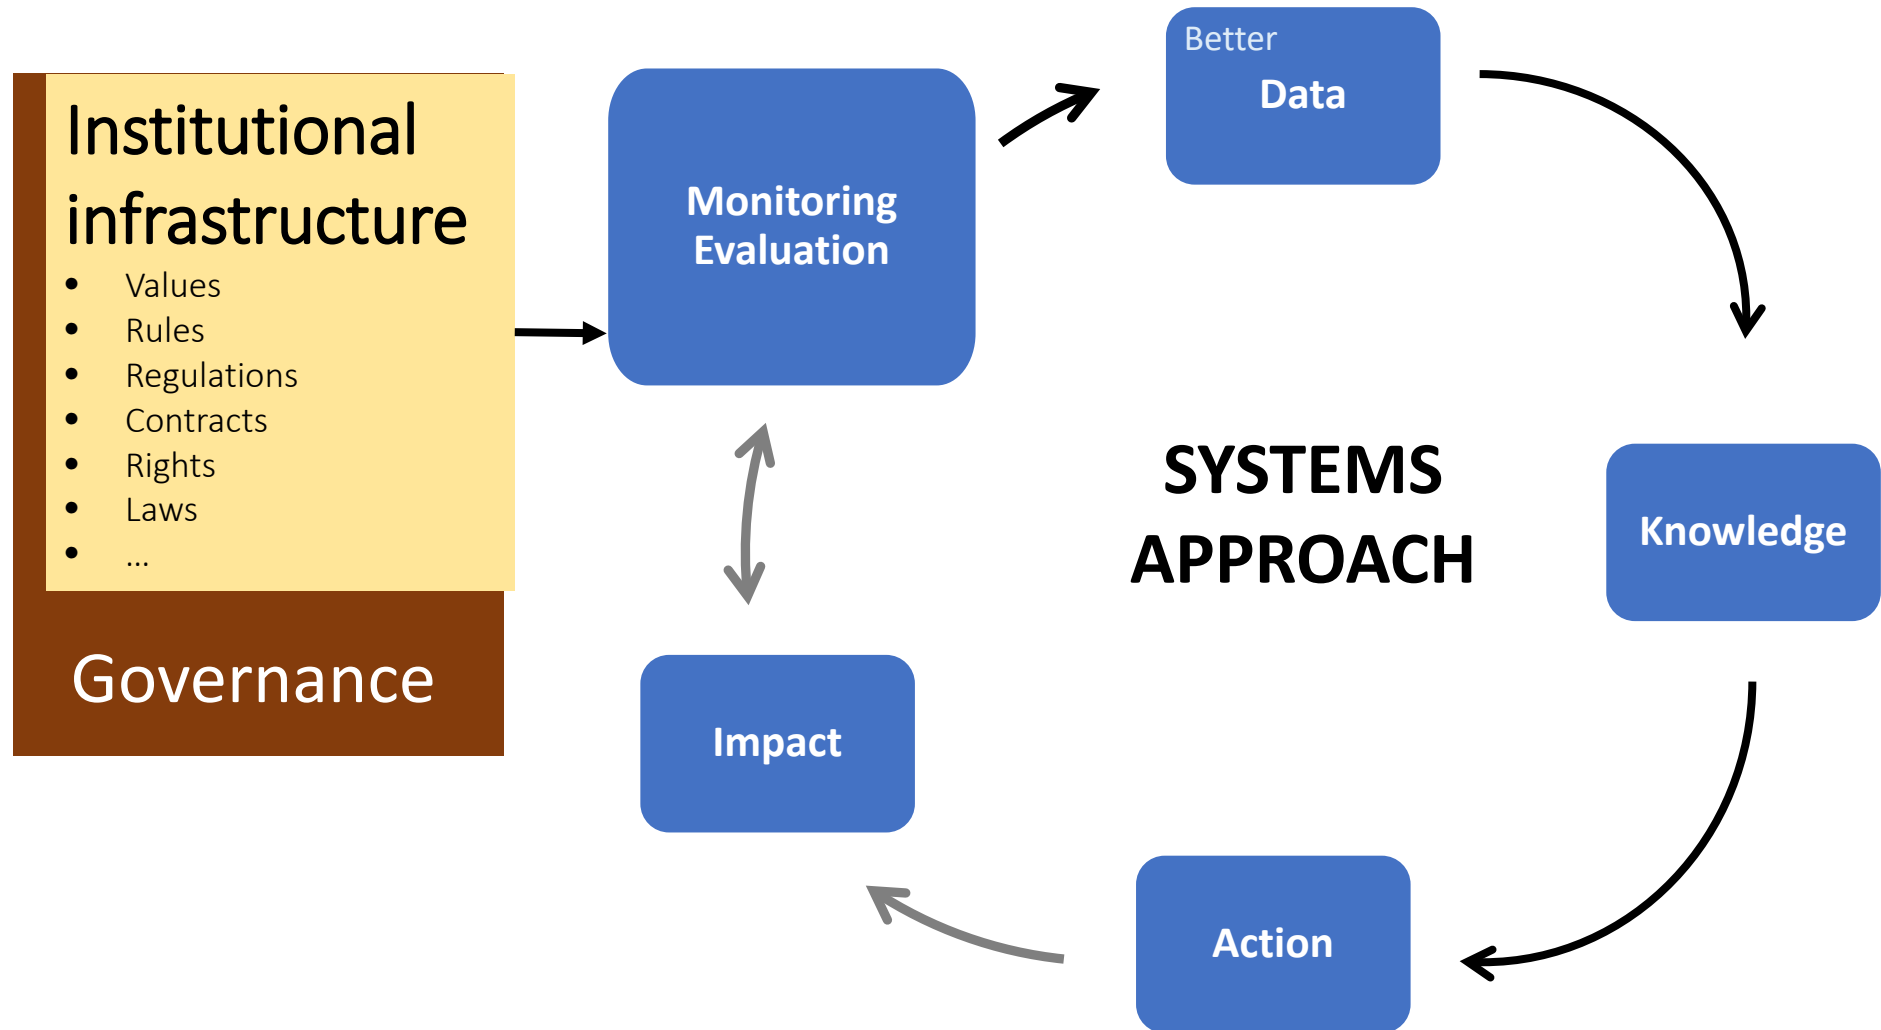 Institutional
infrastructure
• Values
• Rules
• Regulations
• Contracts
• Rights
• Laws
• ...
Governance
Monitoring
Evaluation
Better
Data
SYSTEMS
APPROACH
Knowledge
Impact
Action